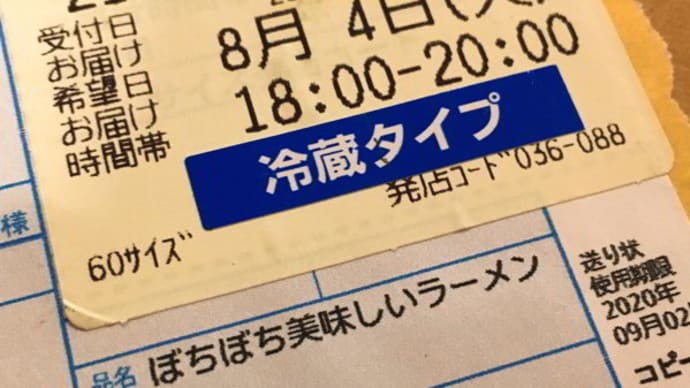 受付日
お届け
希望日
お届け
時間帯
8月 4日(火)
18:00-20:00
冷蔵タイプ
発店コード 036-088
60サイズ
様
品名 ぼちぼち美味しいラーメン
送り状
使用期限
2020年
09月02
コピー